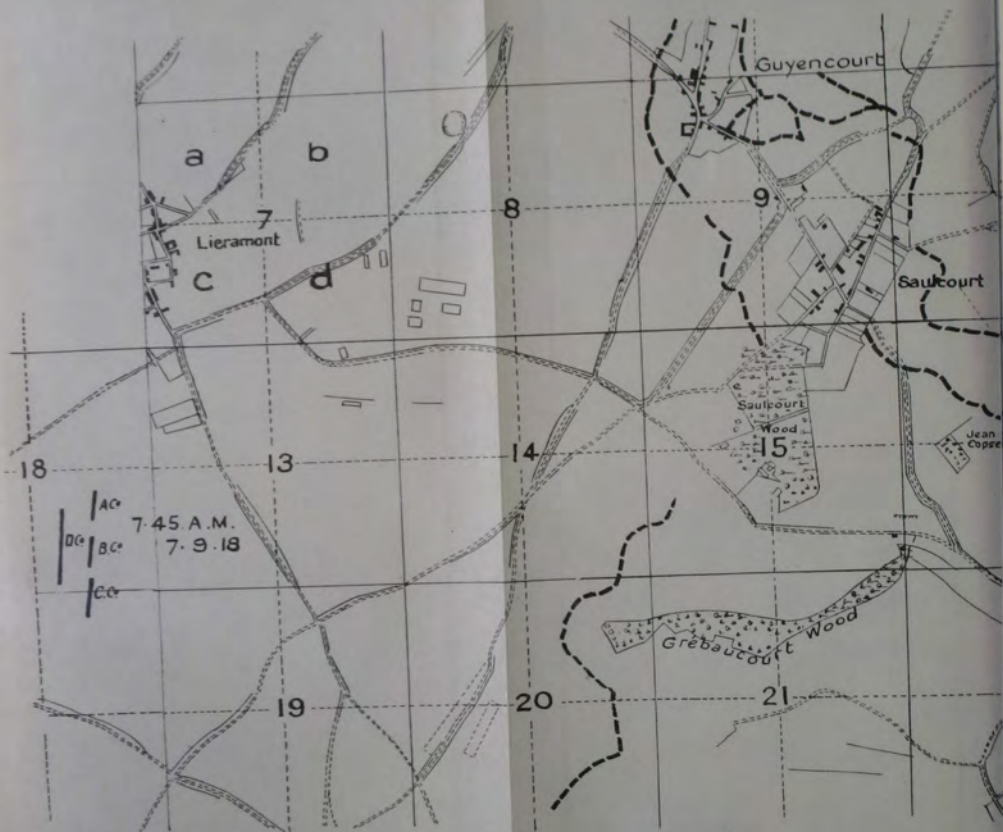 Guyencourt
a
b
8
9
7
Lieramont
c
d
Saulcourt
Saulcourt
Wood
Jean
Copse
18
13
14
15
A Co
7.45 A.M.
D Co
B.Co
7.9.18
C.Co
Grebaucourt Wood
19
20
21